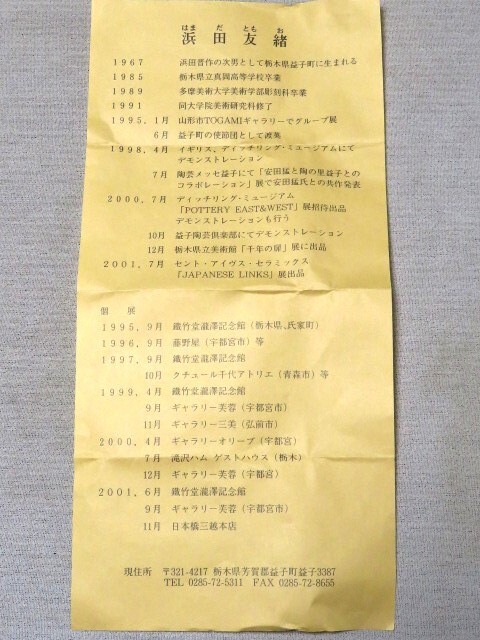 はま だ とも お
浜田友緒
1967 浜田晋作の次男として栃木県益子町に生まれる
1985 栃木県立真岡高等学校卒業
1989 多摩美術大学美術学部彫刻科卒業
1991 同大学院美術研究科修了
1995,1月 山形市TOGAMIギャラリーでグループ展
6月 益子町の使節団として渡英
1998,4月 イギリス、ディッチリング・ミュージアムにて
デモンストレーション
7月 陶芸メッセ益子にて「安田猛と陶の里益子との
コラボレーション」展で安田猛氏との共作発表
2000,7月 ディッチリング・ミュージアム
「POTTERY EAST&WEST」展招待出品
デモンストレーションも行う
10月 益子陶芸倶楽部にてデモンストレーション
12月 栃木県立美術館「千年の扉」展に出品
2001,7月 セント・アイヴス・セラミックス
「JAPANESE LINKS」展出品
個 展
1995,9月 鐵竹堂瀧澤記念館(栃木県、氏家町)
1996,9月 藤野屋(宇都宮市)等
1997,9月 鐵竹堂瀧澤記念館
10月 クチュール千代アトリエ(青森市)等
1999,4月 鐵竹堂瀧澤記念館
9月 ギャラリー芙蓉(宇都宮市)
11月 ギャラリー三美(弘前市)
2000,4月 ギャラリーオリーブ(宇都宮)
7月 滝沢ハム ゲストハウス(栃木)
12月 ギャラリー芙蓉(宇都宮)
2001,6月 鐵竹堂瀧澤記念館
9月 ギャラリー芙蓉(宇都宮市)
11月 日本橋三越本店
現住所 〒321-4217 栃木県芳賀郡益子町益子3387
TEL 0285-72-5311 FAX 0285-72-8655